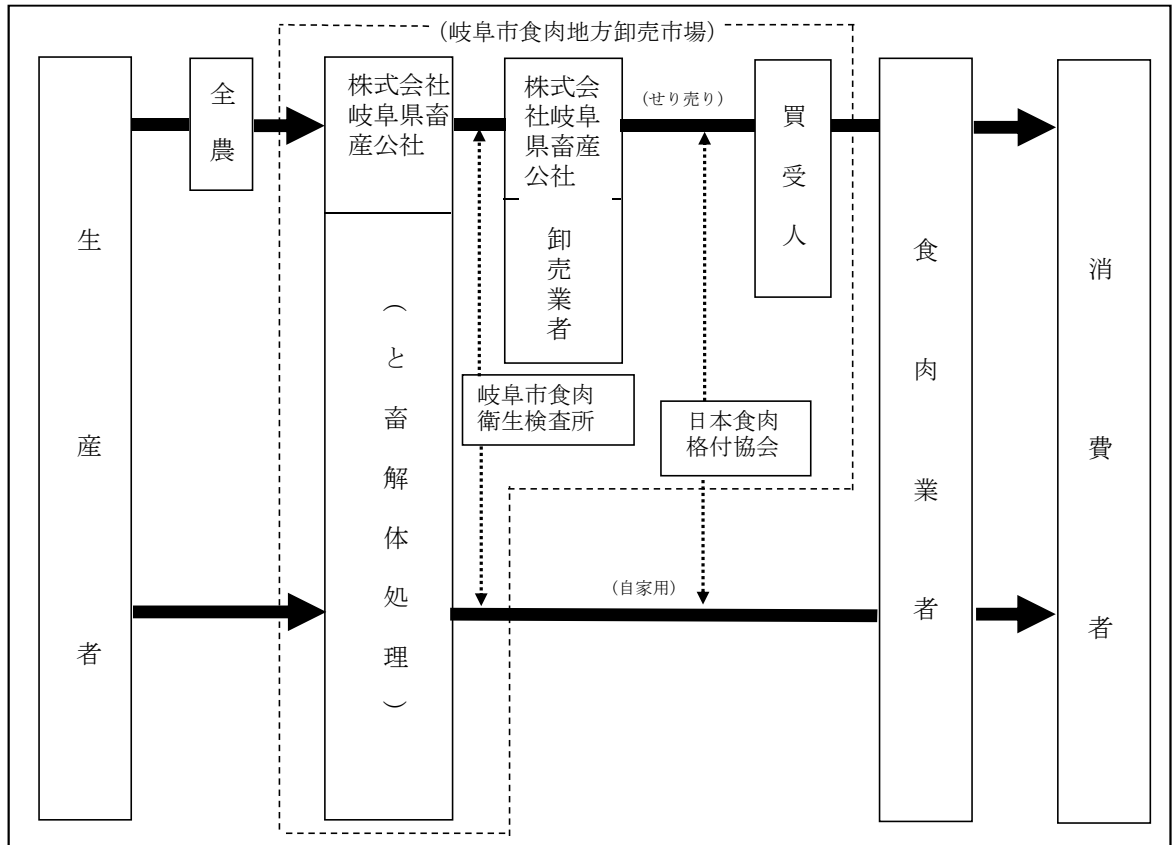 (岐阜市食肉地方卸売市場)
生産者
全農
株式会社
岐阜県畜
産公社
(と畜解体処理)
株式会
社岐阜
県畜産
公社
卸売業者
(せり売り)
買受人
岐阜市食肉
衛生検査所
日本食肉
格付協会
(自家用)
食肉業者
消費者